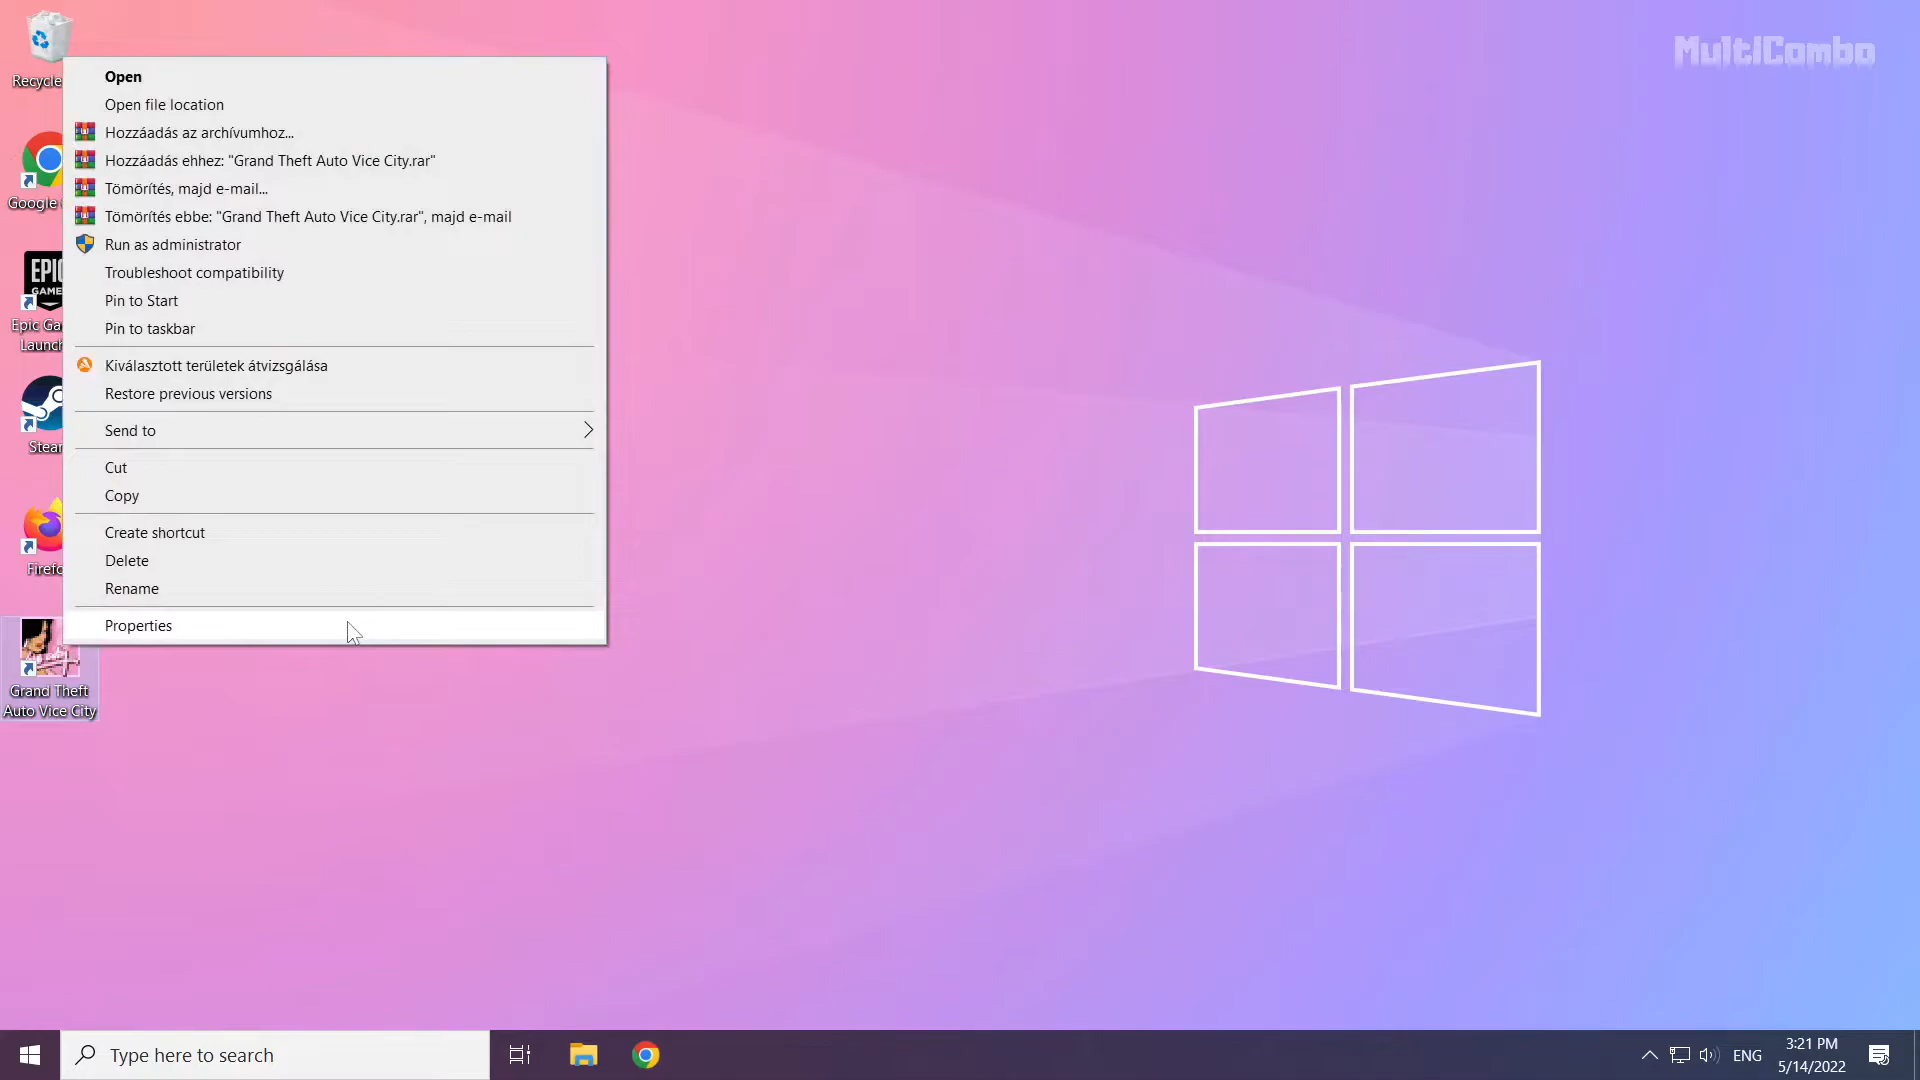 MultICombo
Recycle
Open
Open file location
Hozzáadás az archívumhoz...
Hozzáadás ehhez: "Grand Theft Auto Vice City.rar"
Tömörítés, majd e-mail...
Tömörítés ebbe: "Grand Theft Auto Vice City.rar", majd e-mail
Run as administrator
Troubleshoot compatibility
Pin to Start
Pin to taskbar
Kiválasztott területek átvizsgálása
Restore previous versions
Send to
Cut
Copy
Create shortcut
Delete
Rename
Properties
Google
EPIC
GAMES
Epic Ga
Launch
Stea
Firefo
Grand Theft
Auto Vice City
Type here to search
ENG
3:21 PM
5/14/2022